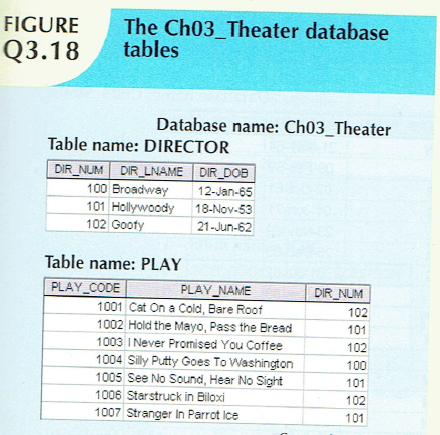 FIGURE
Q3.18
The Ch03_Theater database
tables
Database name: Ch03_Theater
Table name: DIRECTOR
DIR_NUM DIR_LNAME DIR_DOB
100 Broadway 12-Jan-65
101 Hollywoody 18-Nov-53
102 Goofy 21-Jun-62
Table name: PLAY
PLAY_CODE PLAY_NAME DIR_NUM
1001 Cat On a Cold, Bare Roof 102
1002 Hold the Mayo, Pass the Bread 101
1003 I Never Promised You Coffee 102
1004 Silly Putty Goes To Washington 100
1005 See No Sound, Hear No Sight 101
1006 Starstruck in Biloxi 102
1007 Stranger In Parrot Ice 101